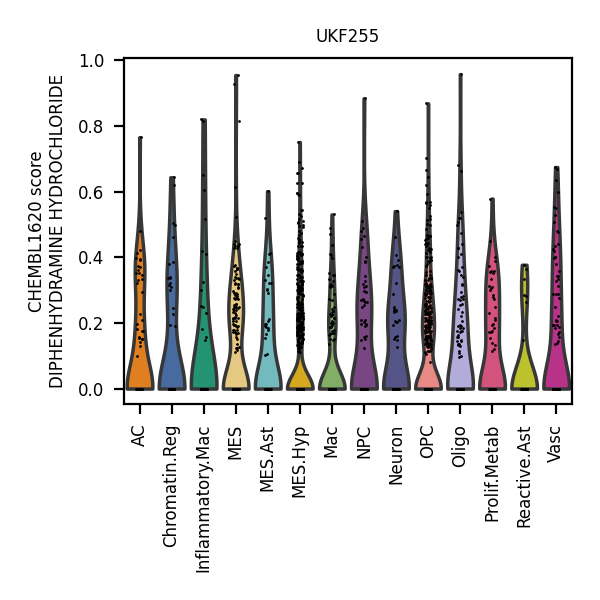 UKF255
CHEMBL1620 score
DIPHENHYDRAMINE HYDROCHLORIDE
1.0
0.8
0.6
0.4
0.2
0.0
AC
Chromatin.Reg
Inflammatory.Mac
MES
MES.Ast
MES.Hyp
Mac
NPC
Neuron
OPC
Oligo
Prolif.Metab
Reactive.Ast
Vasc